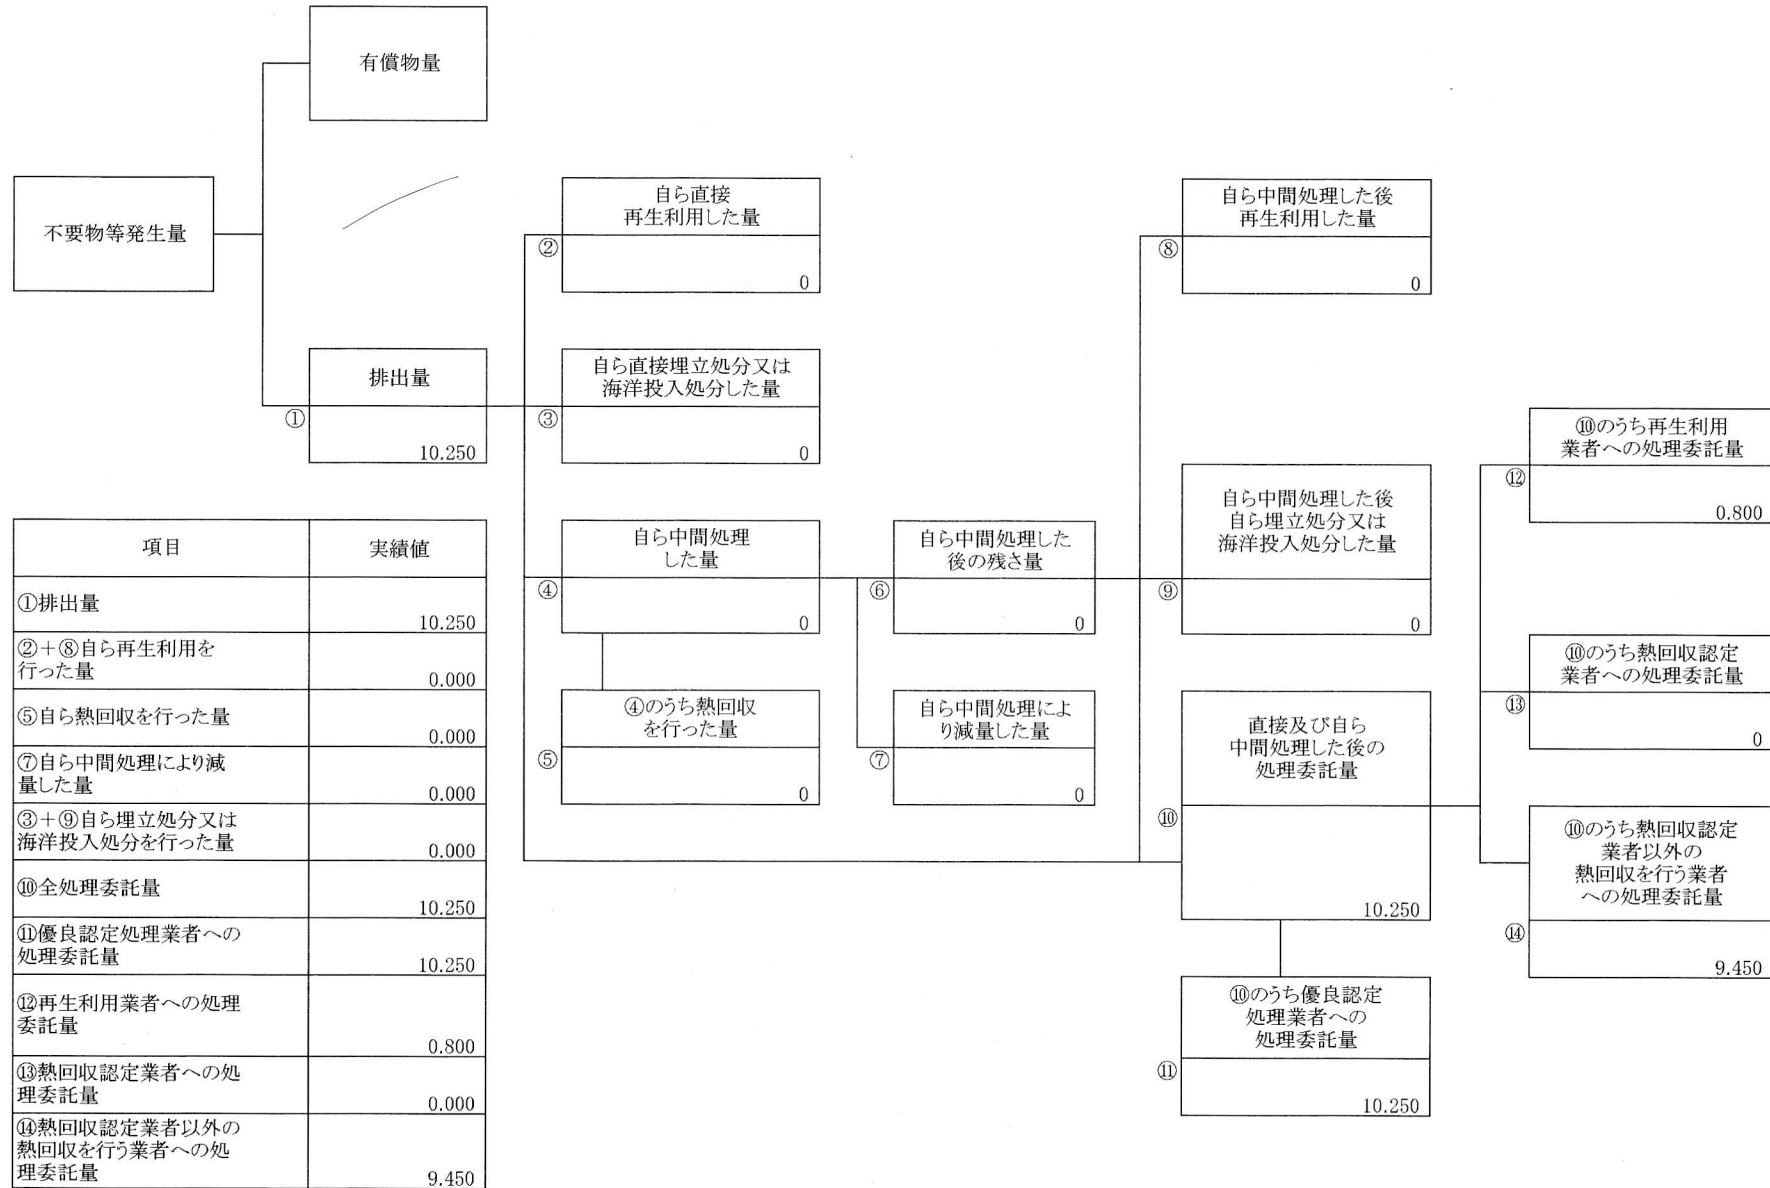 有償物量
不要物等発生量
排出量
①
10.250
自ら直接
再生利用した量
②
0
自ら直接埋立処分又は
海洋投入処分した量
③
0
自ら中間処理
した量
④
0
④のうち熱回収
を行った量
⑤
0
自ら中間処理した
後の残さ量
⑥
0
自ら中間処理によ
り減量した量
⑦
0
自ら中間処理した後
再生利用した量
⑧
0
自ら中間処理した後
自ら埋立処分又は
海洋投入処分した量
⑨
0
直接及び自ら
中間処理した後の
処理委託量
⑩
10.250
⑩のうち優良認定
処理業者への
処理委託量
⑪
10.250
⑩のうち再生利用
業者への処理委託量
⑫
0.800
⑩のうち熱回収認定
業者への処理委託量
⑬
0
⑩のうち熱回収認定
業者以外の
熱回収を行う業者
への処理委託量
⑭
9.450
項目 実績値
①排出量
10.250
②+⑧自ら再生利用を
行った量
0.000
⑤自ら熱回収を行った量
0.000
⑦自ら中間処理により減
量した量
0.000
③+⑨自ら埋立処分又は
海洋投入処分を行った量
0.000
⑩全処理委託量
10.250
⑪優良認定処理業者への
処理委託量
10.250
⑫再生利用業者への処理
委託量
0.800
⑬熱回収認定業者への処
理委託量
0.000
⑭熱回収認定業者以外の
熱回収を行う業者への処
理委託量
9.450